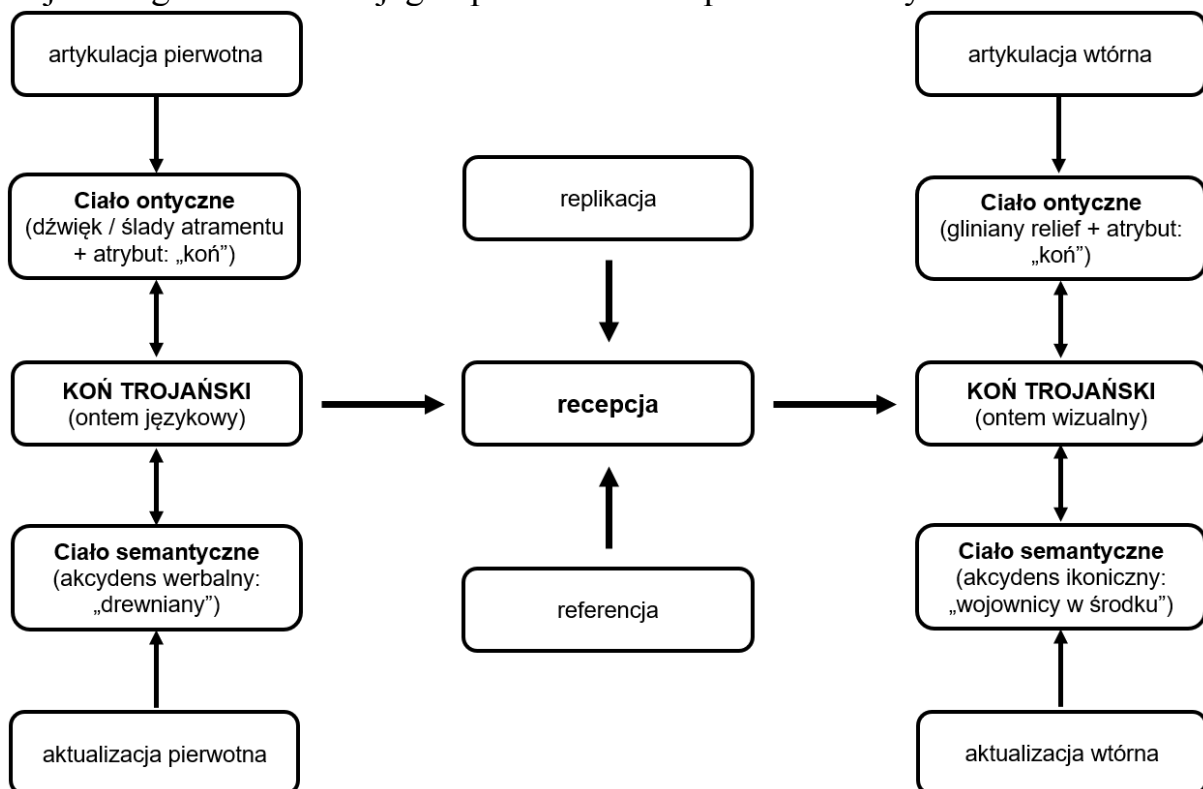 artykulacja pierwotna
Ciało ontyczne
(dźwięk / ślady atramentu
+ atrybut: „koń”)
KOŃ TROJAŃSKI
(ontem językowy)
Ciało semantyczne
(akcydens werbalny:
„drewniany”)
aktualizacja pierwotna
replikacja
recepcja
referencja
artykulacja wtórna
Ciało ontyczne
(gliniany relief + atrybut:
„koń”)
KOŃ TROJAŃSKI
(ontem wizualny)
Ciało semantyczne
(akcydens ikoniczny:
„wojownicy w środku”)
aktualizacja wtórna